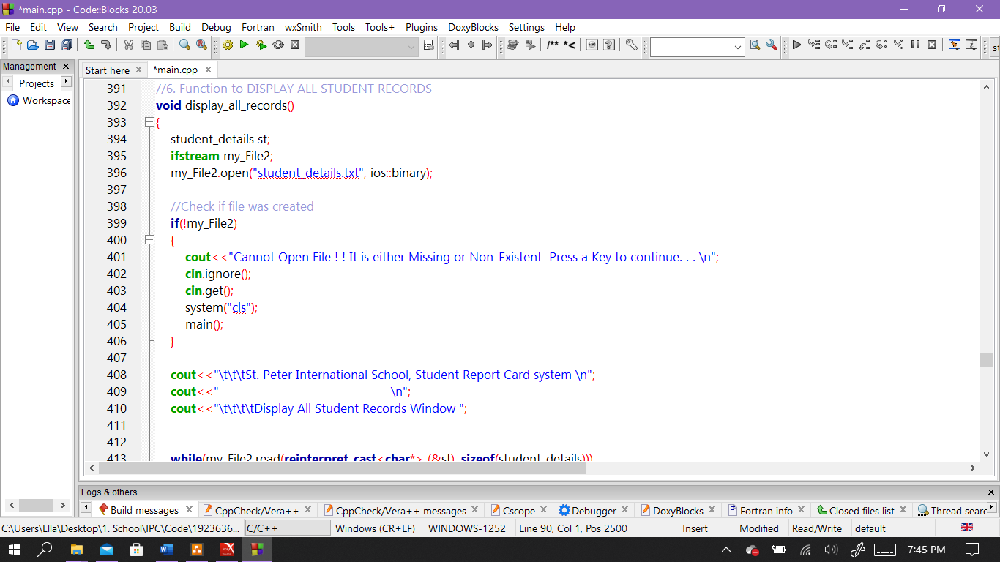 *main.cpp - Code::Blocks 20.03
File Edit View Search Project Build Debug Fortran wxSmith Tools Tools+ Plugins DoxyBlocks Settings Help
/** *<
Management
Start here *main.cpp
Projects
Workspace
391 //6. Function to DISPLAY ALL STUDENT RECORDS
392 void display_all_records()
393 {
394 student_details st;
395 ifstream my_File2;
396 my_File2.open("student_details.txt", ios::binary);
397
398 //Check if file was created
399 if(!my_File2)
400 {
401 cout<<"Cannot Open File ! ! It is either Missing or Non-Existent  Press a Key to continue. . . \n";
402 cin.ignore();
403 cin.get();
404 system("cls");
405 main();
406 }
407
408 cout<<"\t\t\tSt. Peter International School, Student Report Card system \n";
409 cout<<" \n";
410 cout<<"\t\t\t\tDisplay All Student Records Window ";
411
412
413 while(my_File2.read(reinterpret_cast<char*> (&st), sizeof(student_details)))
Logs & others
Build messages CppCheck/Vera++ CppCheck/Vera++ messages Cscope Debugger DoxyBlocks Fortran info Closed files list Thread searc
C:\Users\Ella\Desktop\1. School\IPC\Code\1923636... C/C++ Windows (CR+LF) WINDOWS-1252 Line 90, Col 1, Pos 2500 Insert Modified Read/Write default
7:45 PM